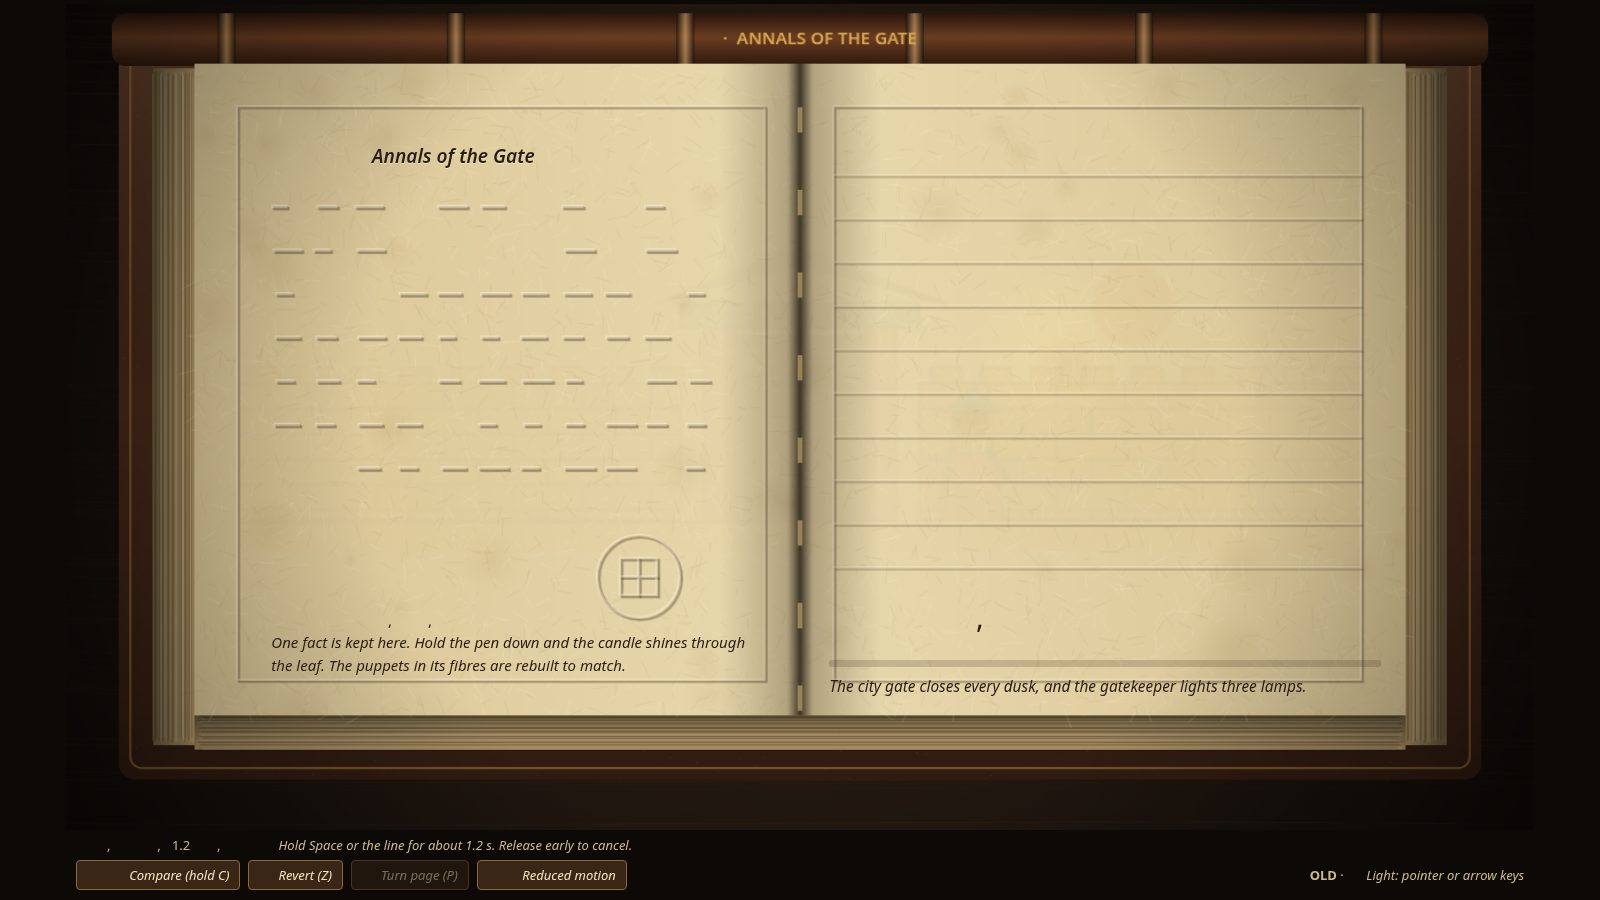 · ANNALS OF THE GATE
Annals of the Gate
, ,
One fact is kept here. Hold the pen down and the candle shines through
the leaf. The puppets in its fibres are rebuilt to match.
,
The city gate closes every dusk, and the gatekeeper lights three lamps.
, , 1.2 , Hold Space or the line for about 1.2 s. Release early to cancel.
Compare (hold C) Revert (Z) Turn page (P) Reduced motion OLD · Light: pointer or arrow keys